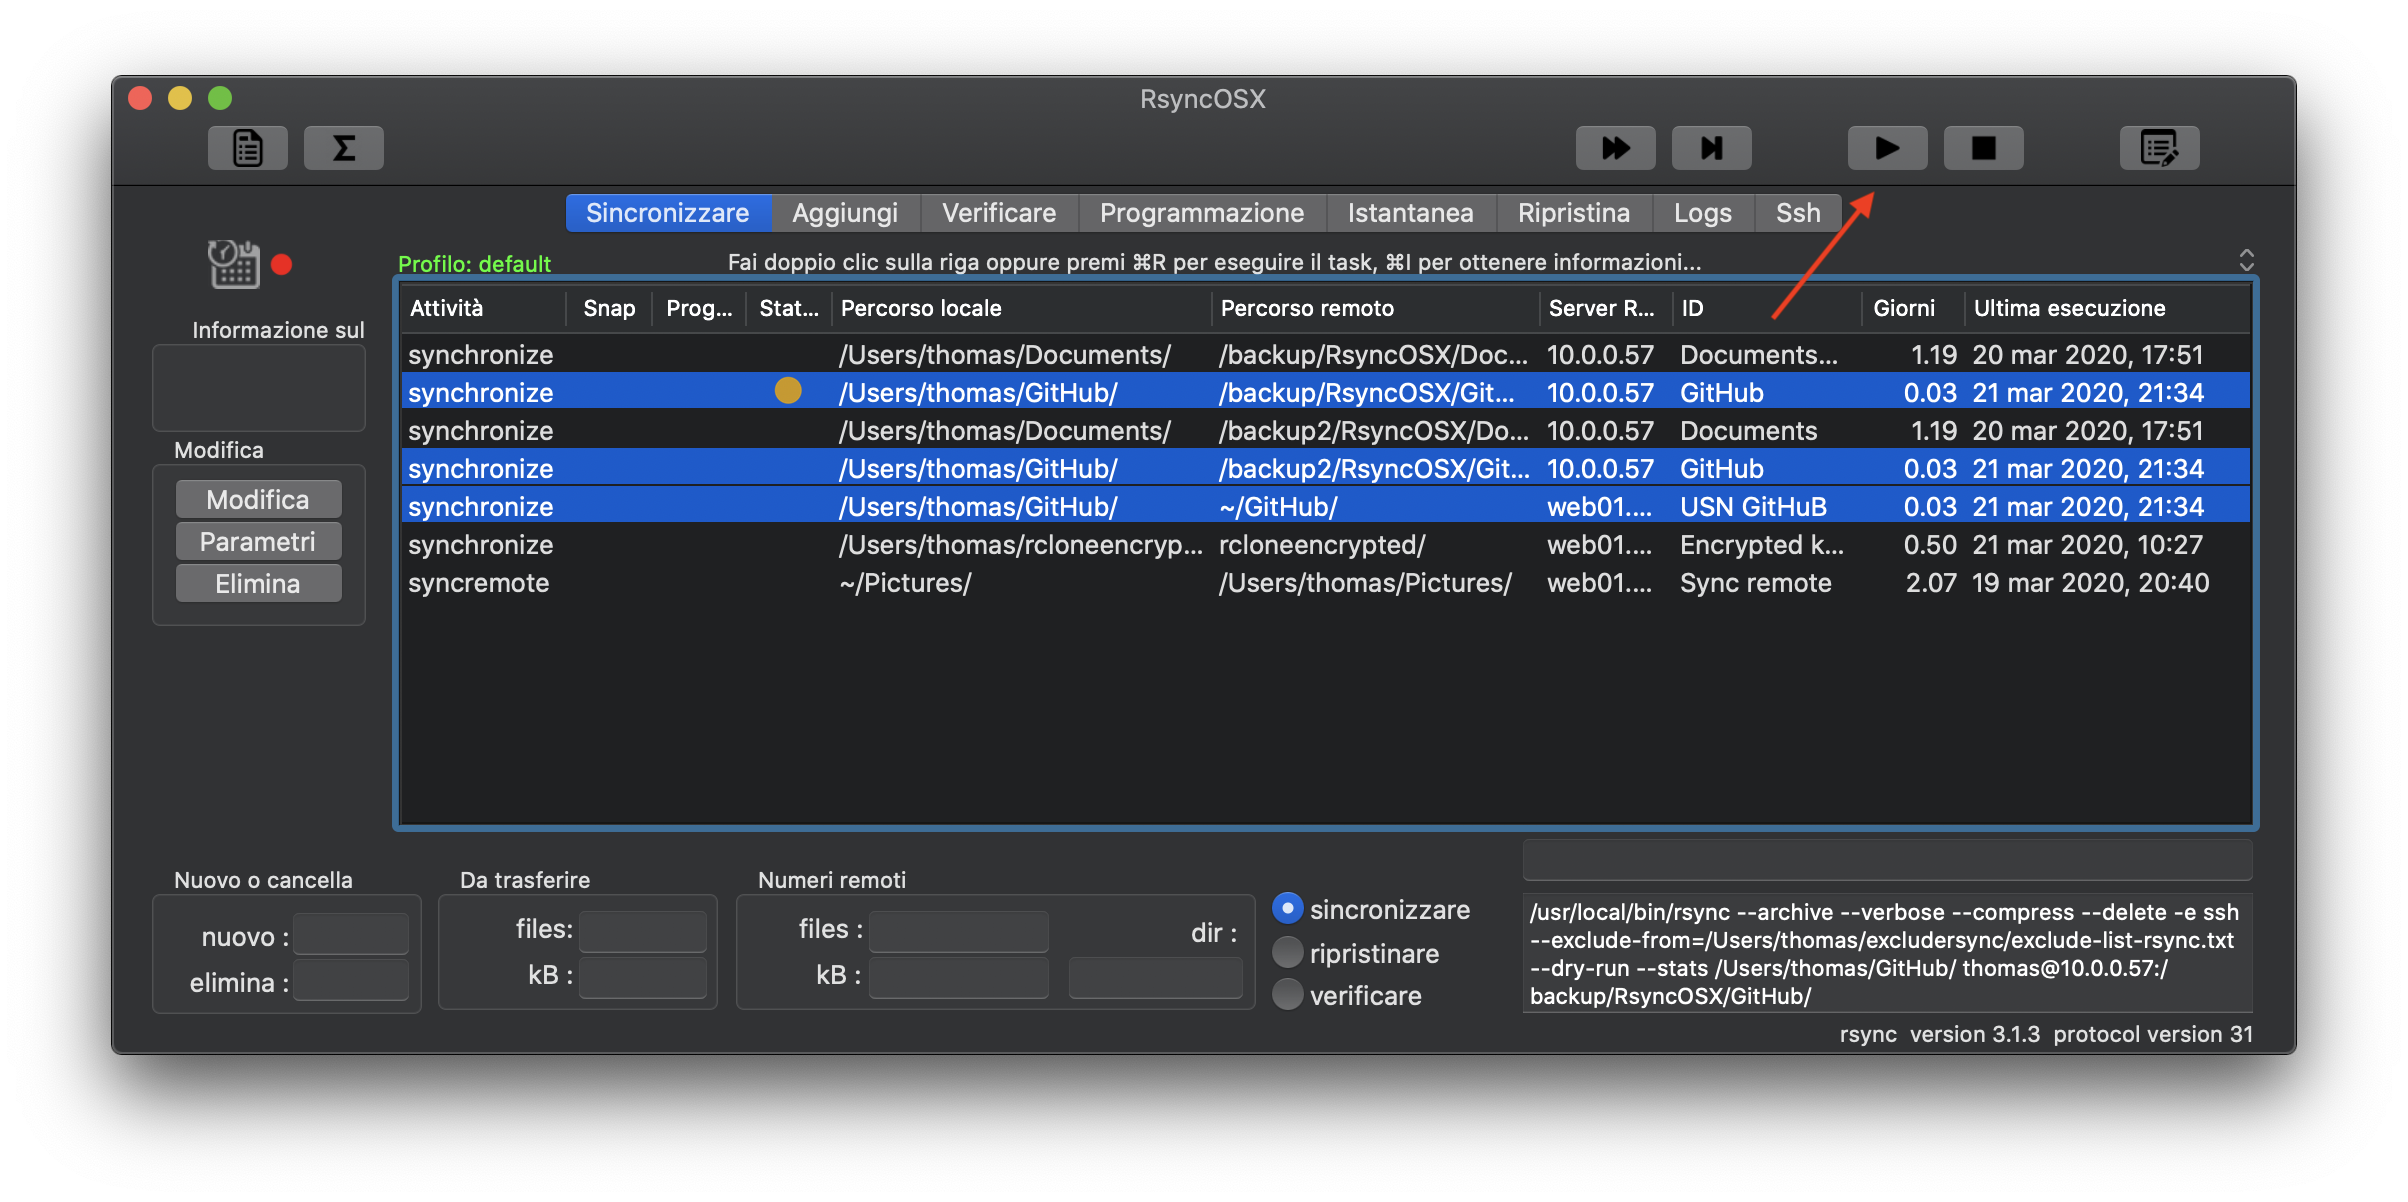 RsyncOSX
Σ
Sincronizzare Aggiungi Verificare Programmazione Istantanea Ripristina Logs Ssh
Profilo: default Fai doppio clic sulla riga oppure premi ⌘R per eseguire il task, ⌘I per ottenere informazioni...
Informazione sul
Modifica
Modifica
Parametri
Elimina
Attività Snap Prog... Stat... Percorso locale Percorso remoto Server R... ID Giorni Ultima esecuzione
synchronize /Users/thomas/Documents/ /backup/RsyncOSX/Doc... 10.0.0.57 Documents... 1.19 20 mar 2020, 17:51
synchronize /Users/thomas/GitHub/ /backup/RsyncOSX/Git... 10.0.0.57 GitHub 0.03 21 mar 2020, 21:34
synchronize /Users/thomas/Documents/ /backup2/RsyncOSX/Do... 10.0.0.57 Documents 1.19 20 mar 2020, 17:51
synchronize /Users/thomas/GitHub/ /backup2/RsyncOSX/Git... 10.0.0.57 GitHub 0.03 21 mar 2020, 21:34
synchronize /Users/thomas/GitHub/ ~/GitHub/ web01.... USN GitHuB 0.03 21 mar 2020, 21:34
synchronize /Users/thomas/rcloneencryp... rcloneencrypted/ web01.... Encrypted k... 0.50 21 mar 2020, 10:27
syncremote ~/Pictures/ /Users/thomas/Pictures/ web01.... Sync remote 2.07 19 mar 2020, 20:40
Nuovo o cancella
nuovo :
elimina :
Da trasferire
files:
kB :
Numeri remoti
files : dir :
kB :
sincronizzare
ripristinare
verificare
/usr/local/bin/rsync --archive --verbose --compress --delete -e ssh
--exclude-from=/Users/thomas/excludersync/exclude-list-rsync.txt
--dry-run --stats /Users/thomas/GitHub/ thomas@10.0.0.57:/
backup/RsyncOSX/GitHub/
rsync version 3.1.3 protocol version 31